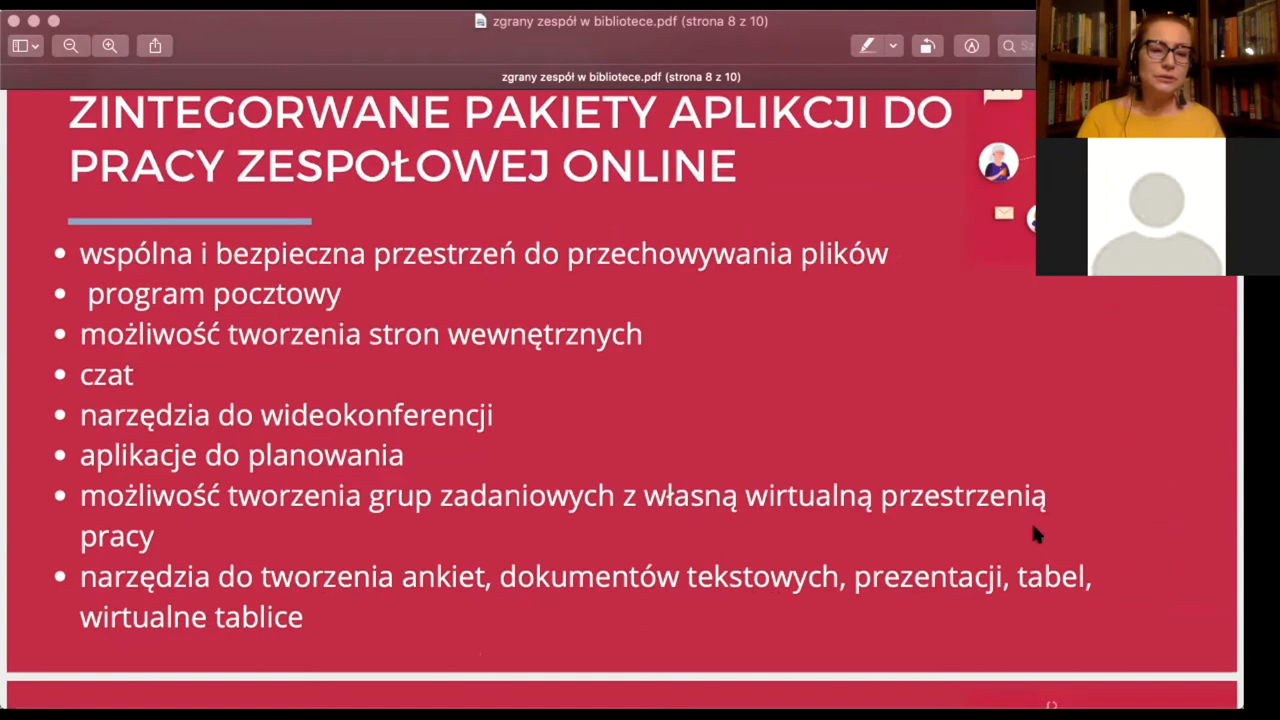 zgrany zespół w bibliotece.pdf (strona 8 z 10)
zgrany zespół w bibliotece.pdf (strona 8 z 10)
ZINTEGORWANE PAKIETY APLIKCJI DO
PRACY ZESPOŁOWEJ ONLINE
• wspólna i bezpieczna przestrzeń do przechowywania plików
• program pocztowy
• możliwość tworzenia stron wewnętrznych
• czat
• narzędzia do wideokonferencji
• aplikacje do planowania
• możliwość tworzenia grup zadaniowych z własną wirtualną przestrzenią
pracy
• narzędzia do tworzenia ankiet, dokumentów tekstowych, prezentacji, tabel,
wirtualne tablice